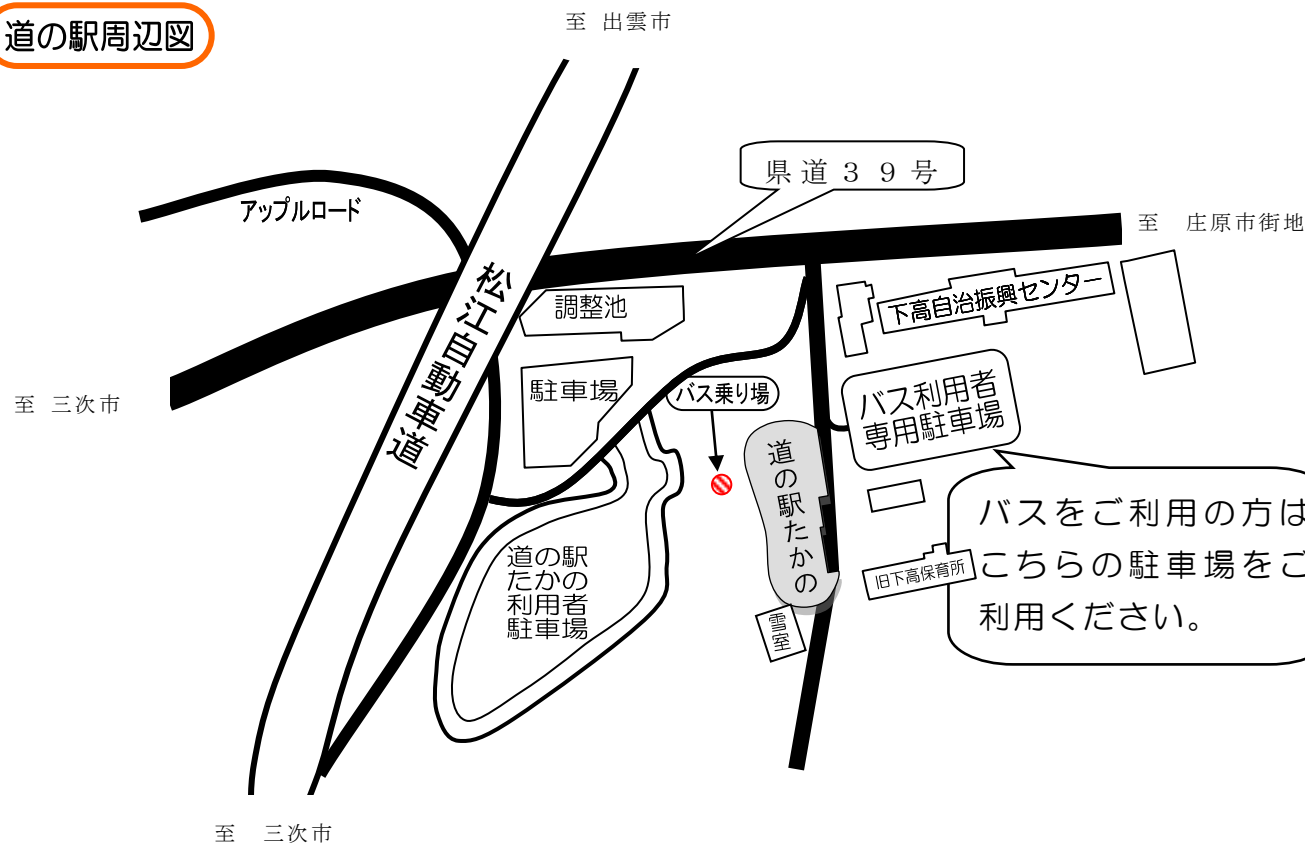 道の駅周辺図
至 出雲市
県道３９号
アップルロード
至 庄原市街地
松江自動車道
調整池
下高自治振興センター
駐車場
バス乗り場
バス利用者
専用駐車場
至 三次市
道の駅たかの
バスをご利用の方は
こちらの駐車場をご
利用ください。
道の駅
たかの
利用者
駐車場
旧下高保育所
雪室
至 三次市